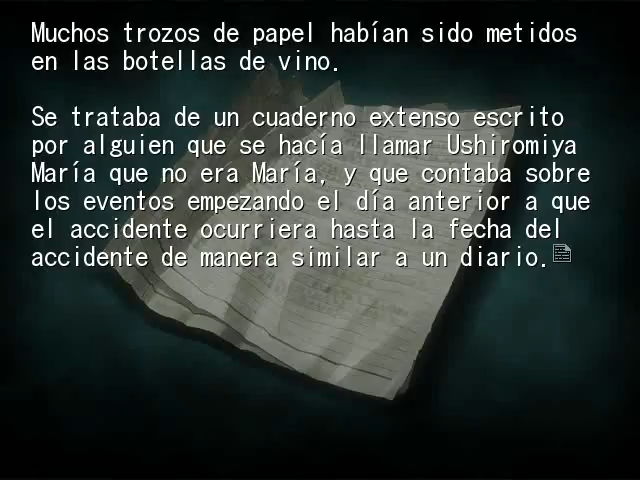 Muchos trozos de papel habían sido metidos
en las botellas de vino.
Se trataba de un cuaderno extenso escrito
por alguien que se hacía llamar Ushiromiya
María que no era María, y que contaba sobre
los eventos empezando el día anterior a que
el accidente ocurriera hasta la fecha del
accidente de manera similar a un diario.